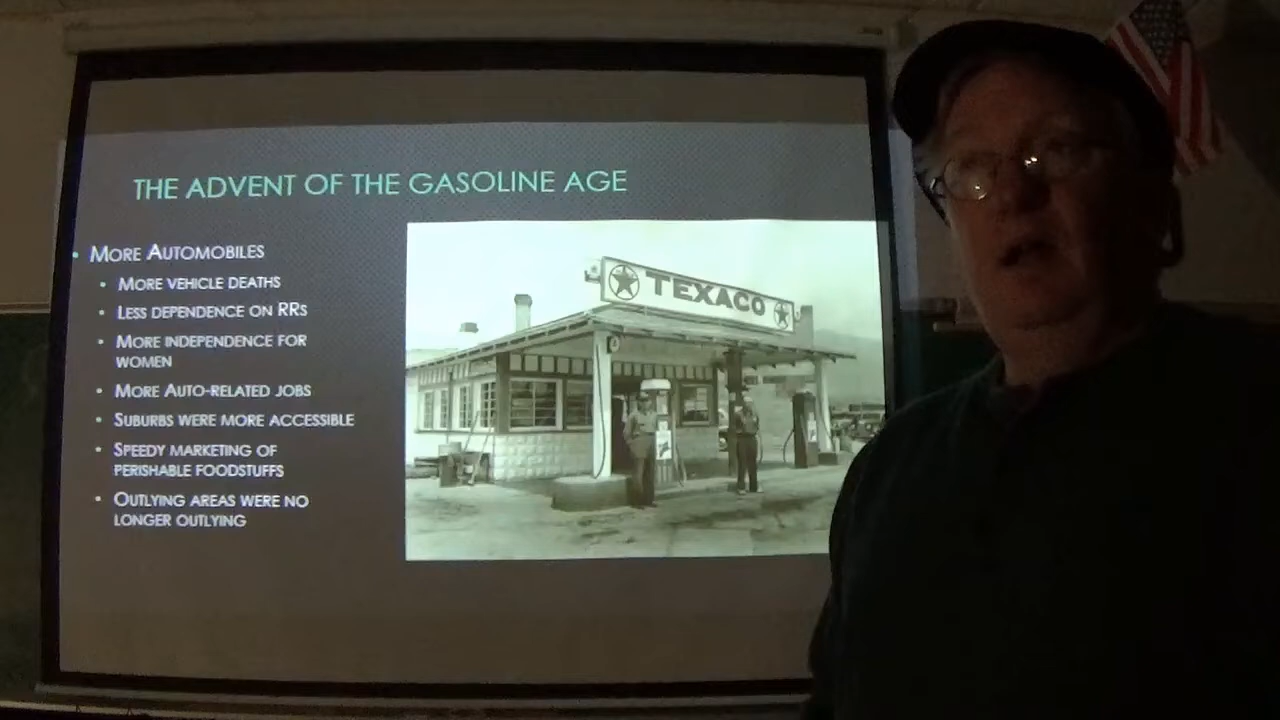 THE ADVENT OF THE GASOLINE AGE
• MORE AUTOMOBILES
• MORE VEHICLE DEATHS
• LESS DEPENDENCE ON RRS
• MORE INDEPENDENCE FOR
WOMEN
• MORE AUTO-RELATED JOBS
• SUBURBS WERE MORE ACCESSIBLE
• SPEEDY MARKETING OF
PERISHABLE FOODSTUFFS
• OUTLYING AREAS WERE NO
LONGER OUTLYING
TEXACO